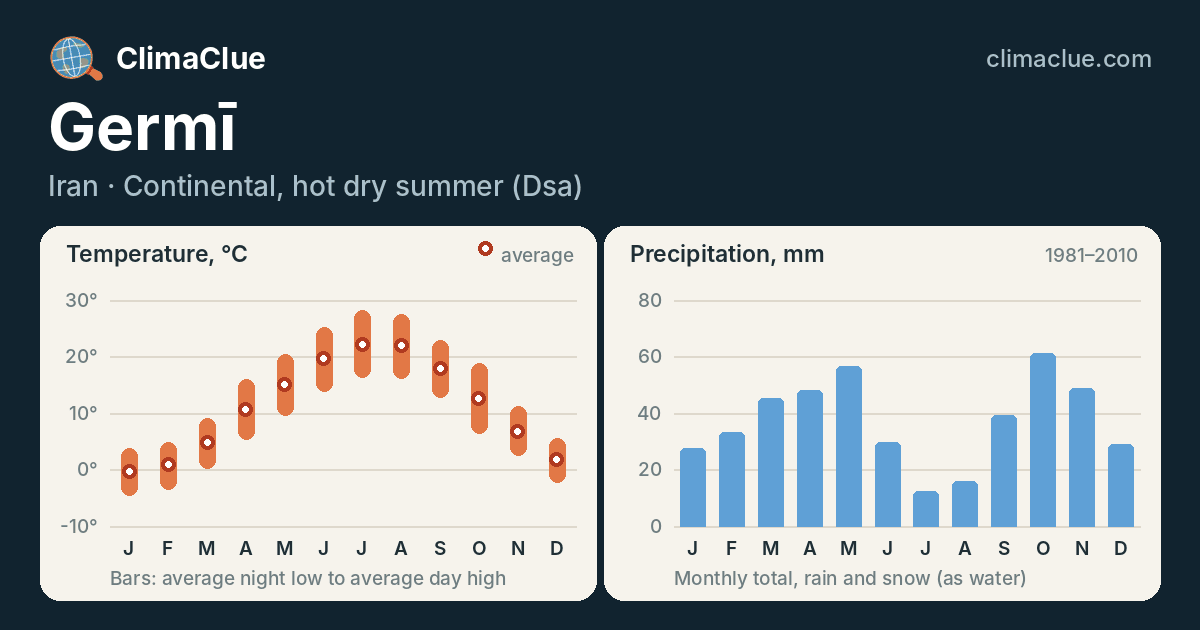 ClimaClue
climaclue.com
Germī
Iran · Continental, hot dry summer (Dsa)
Temperature, °C
average
30°
20°
10°
0°
-10°
J F M A M J J A S O N D
Bars: average night low to average day high
Precipitation, mm
1981–2010
80
60
40
20
0
J F M A M J J A S O N D
Monthly total, rain and snow (as water)